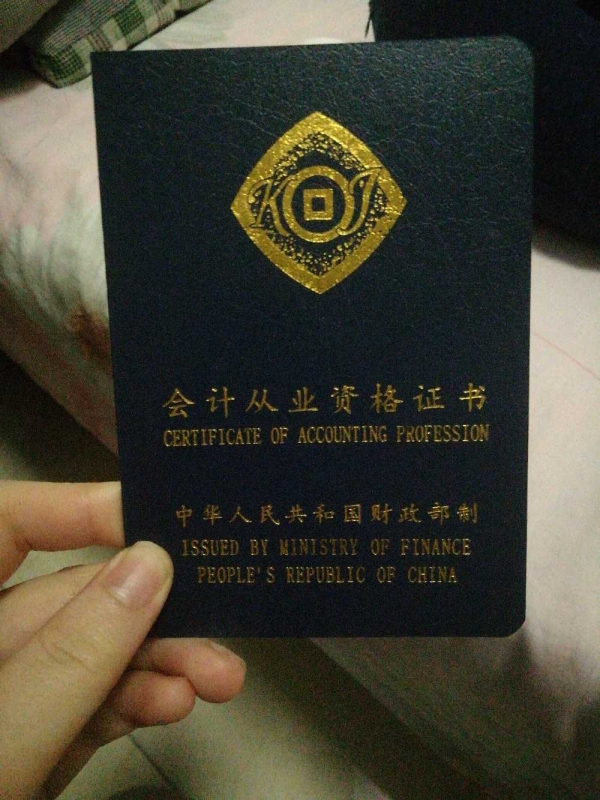 KJ
会计从业资格证书
CERTIFICATE OF ACCOUNTING PROFESSION
中华人民共和国财政部制
ISSUED BY MINISTRY OF FINANCE
PEOPLE'S REPUBLIC OF CHINA